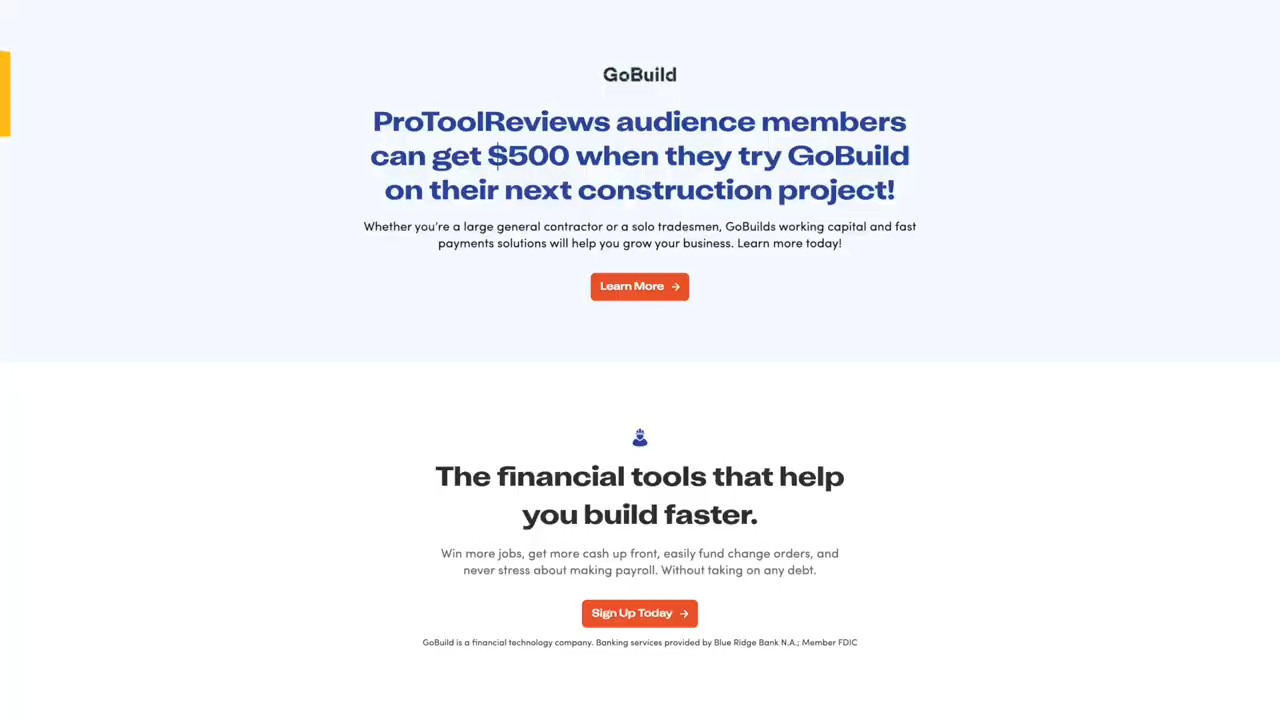 GoBuild
ProToolReviews audience members
can get $500 when they try GoBuild
on their next construction project!
Whether you're a large general contractor or a solo tradesmen, GoBuilds working capital and fast
payments solutions will help you grow your business. Learn more today!
Learn More →
The financial tools that help
you build faster.
Win more jobs, get more cash up front, easily fund change orders, and
never stress about making payroll. Without taking on any debt.
Sign Up Today →
GoBuild is a financial technology company. Banking services provided by Blue Ridge Bank N.A.; Member FDIC